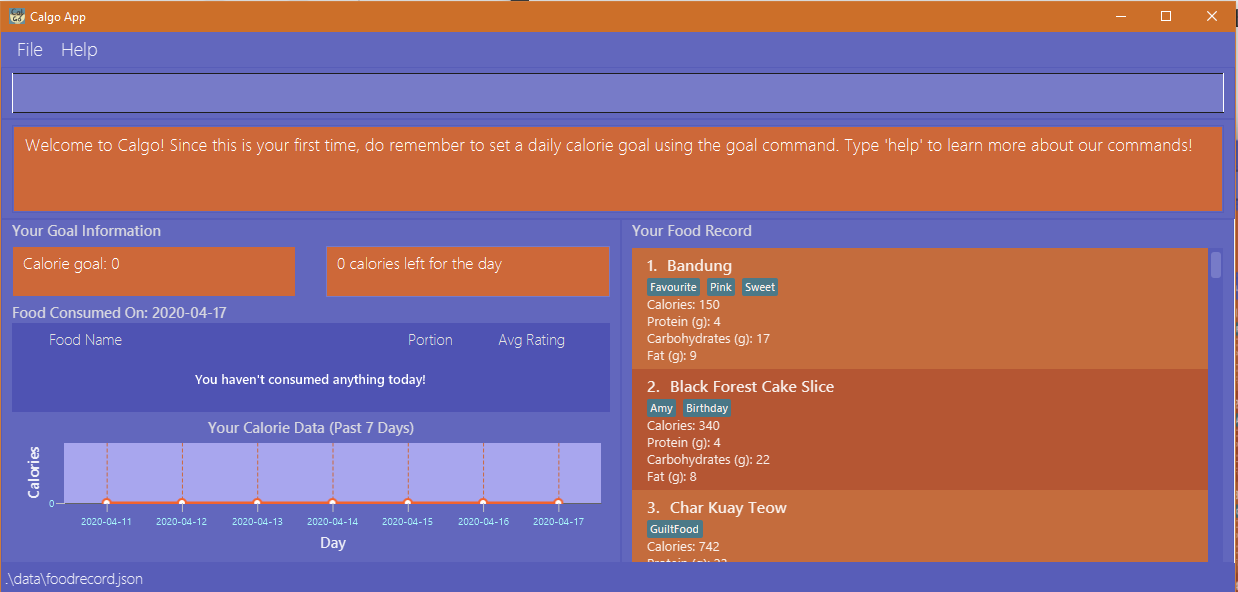 Calgo App
File Help
Welcome to Calgo! Since this is your first time, do remember to set a daily calorie goal using the goal command. Type 'help' to learn more about our commands!
Your Goal Information
Calorie goal: 0
0 calories left for the day
Food Consumed On: 2020-04-17
Food Name Portion Avg Rating
You haven't consumed anything today!
Your Calorie Data (Past 7 Days)
Calories
0
2020-04-11 2020-04-12 2020-04-13 2020-04-14 2020-04-15 2020-04-16 2020-04-17
Day
Your Food Record
1. Bandung
Favourite Pink Sweet
Calories: 150
Protein (g): 4
Carbohydrates (g): 17
Fat (g): 9
2. Black Forest Cake Slice
Amy Birthday
Calories: 340
Protein (g): 4
Carbohydrates (g): 22
Fat (g): 8
3. Char Kuay Teow
GuiltFood
Calories: 742
Protein (g):
.\data\foodrecord.json